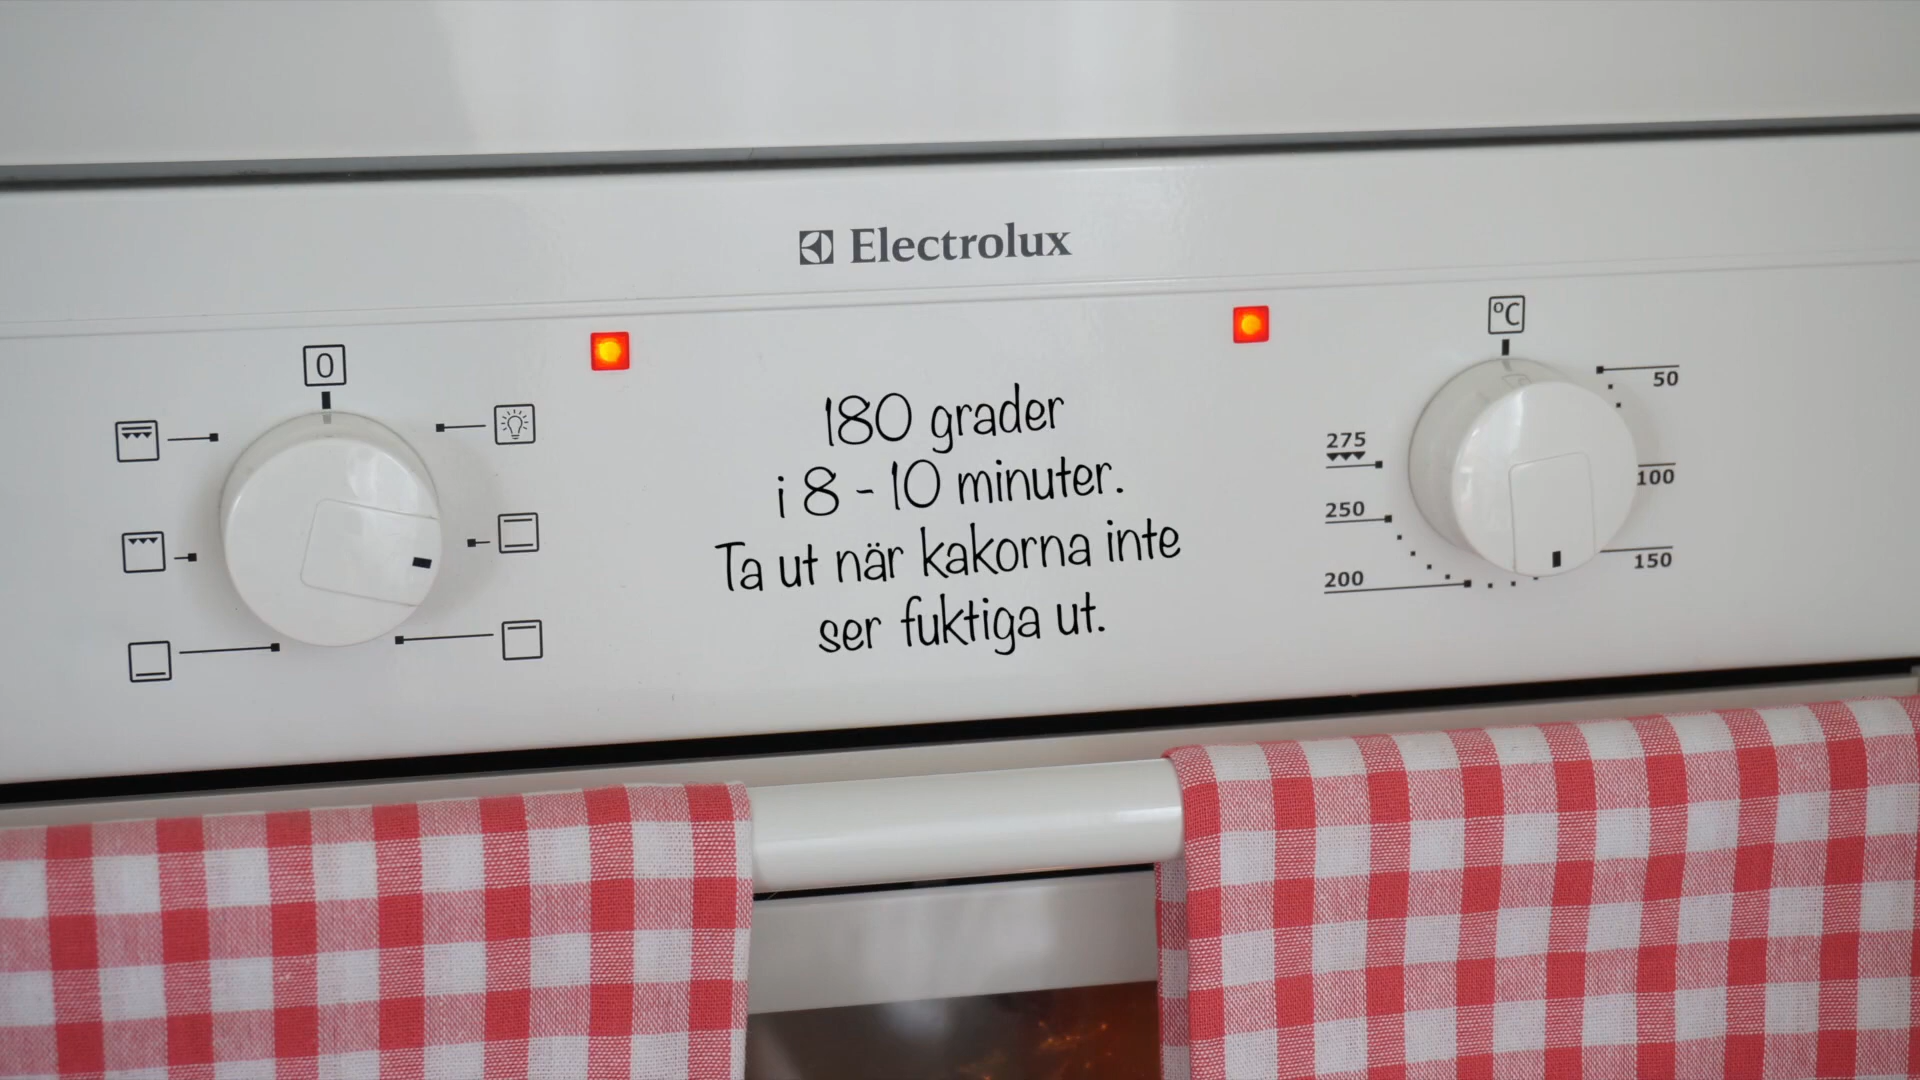 Electrolux
0
°C
50
100
150
200
250
275
180 grader
i 8 - 10 minuter.
Ta ut när kakorna inte
ser fuktiga ut.